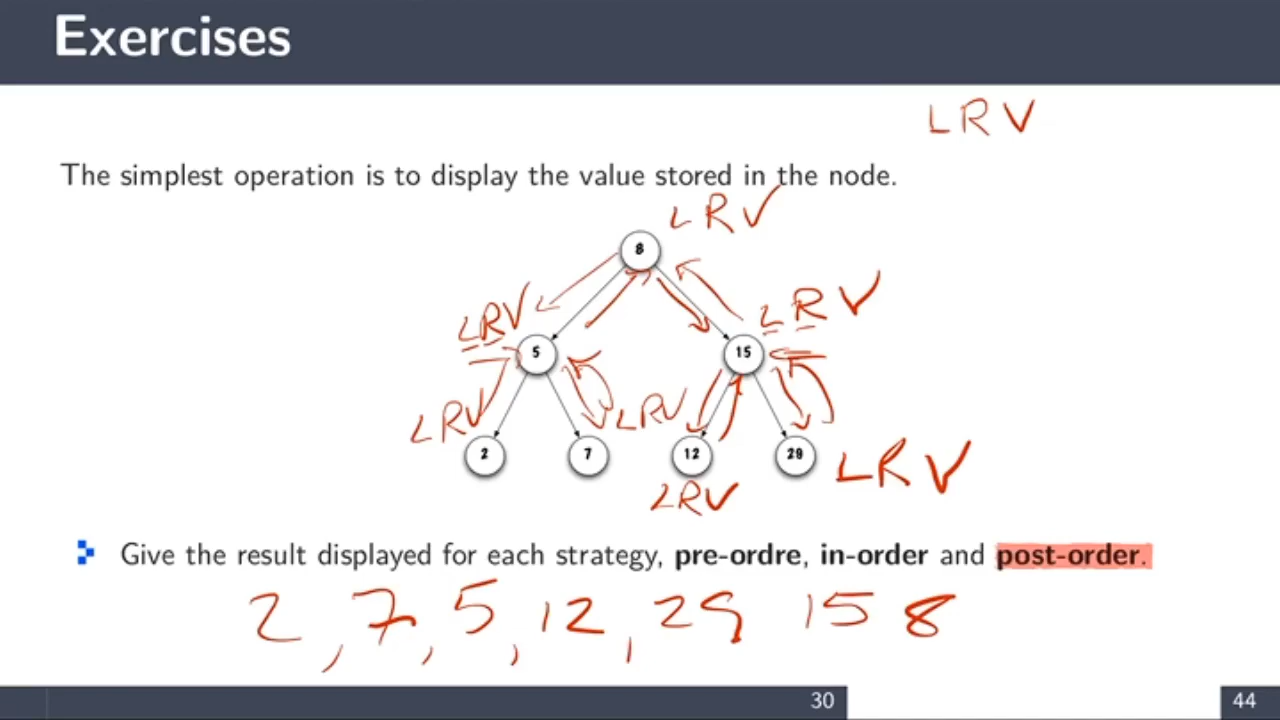 Exercises
LRV
The simplest operation is to display the value stored in the node.
LRV
8
LRV
LRV
5
15
LRV
LRV
2
7
12
29
LRV
LRV
Give the result displayed for each strategy, pre-ordre, in-order and post-order.
2, 7, 5, 12, 29 15 8
30
44